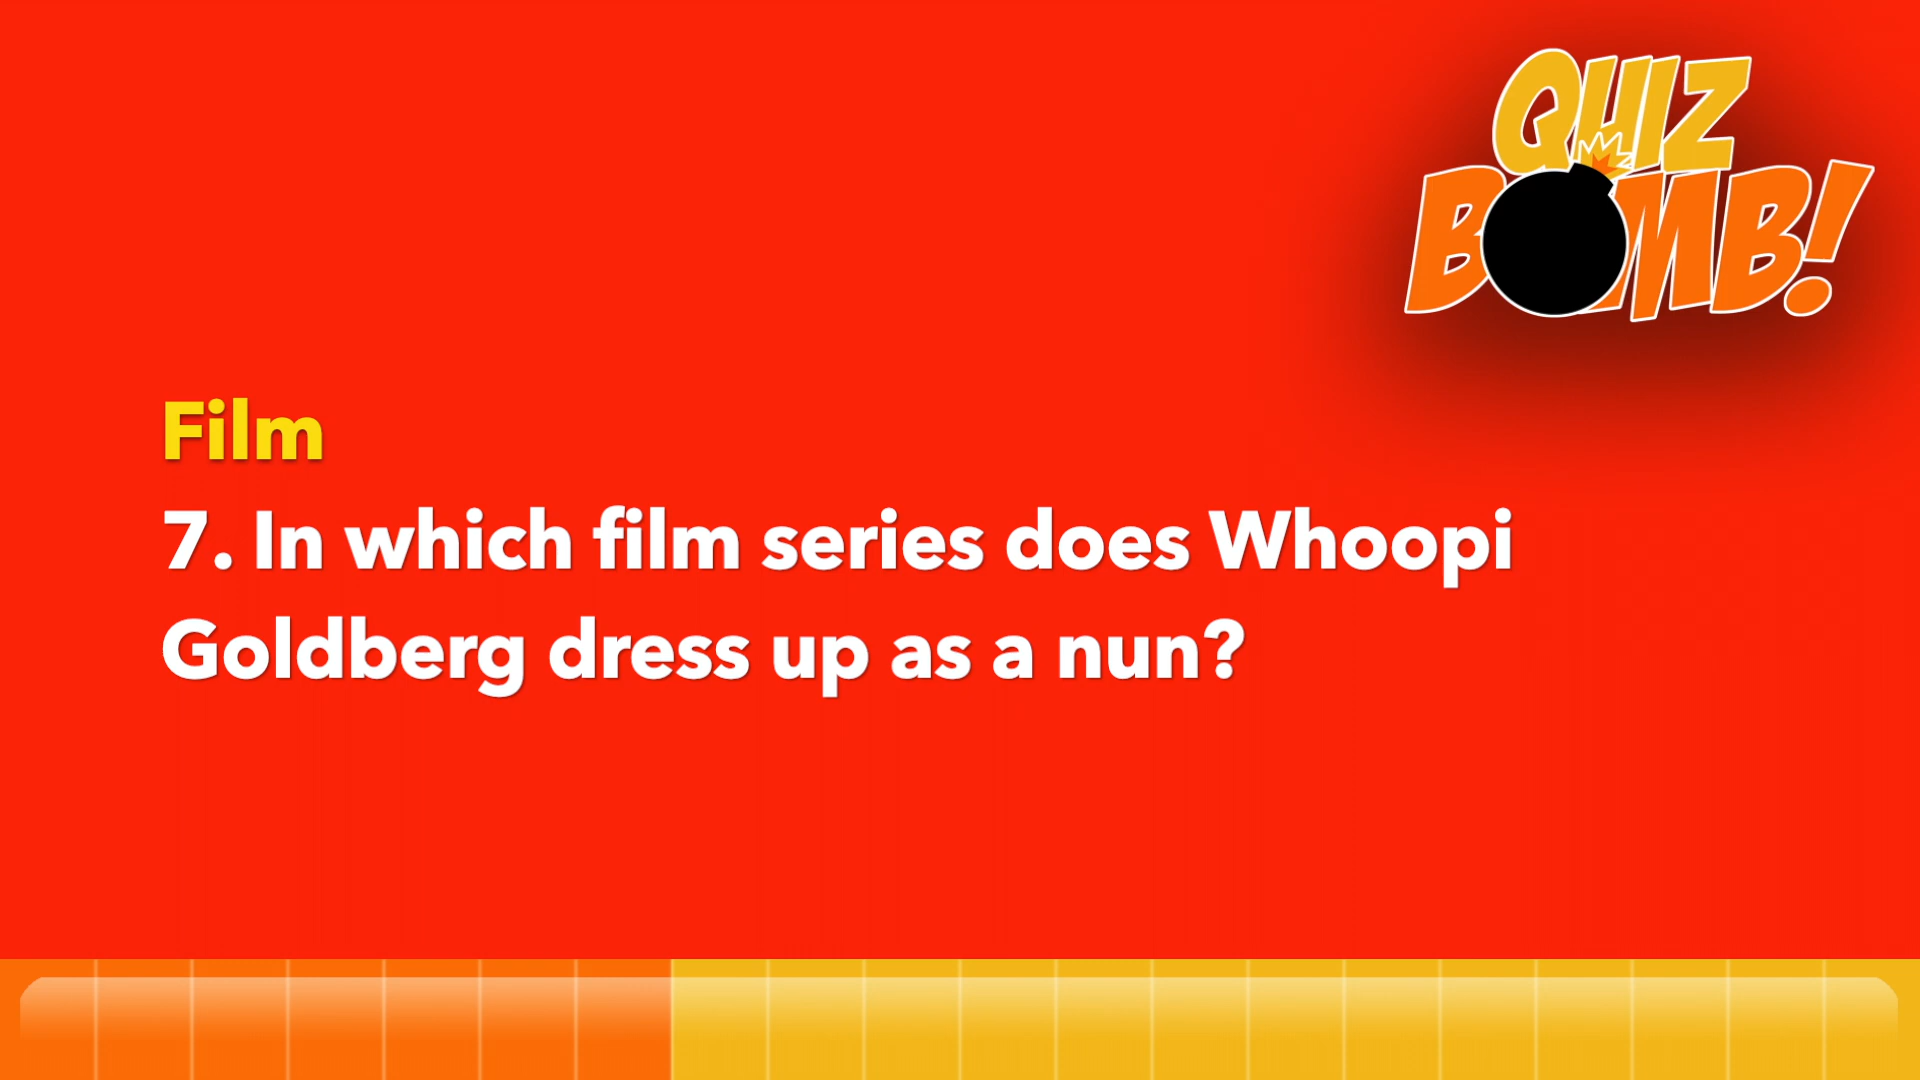 QUIZ
BOMB!
Film
7. In which film series does Whoopi
Goldberg dress up as a nun?